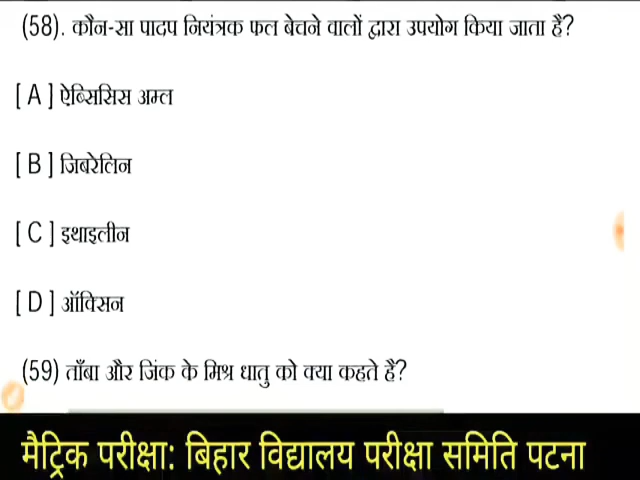 (58). कौन-सा पादप नियंत्रक फल बेचने वालों द्वारा उपयोग किया जाता है?
[ A ] ऐब्सिसिस अम्ल
[ B ] जिबरेलिन
[ C ] इथाइलीन
[ D ] ऑक्सिन
(59) ताँबा और जिंक के मिश्र धातु को क्या कहते हैं?
मैट्रिक परीक्षा: बिहार विद्यालय परीक्षा समिति पटना